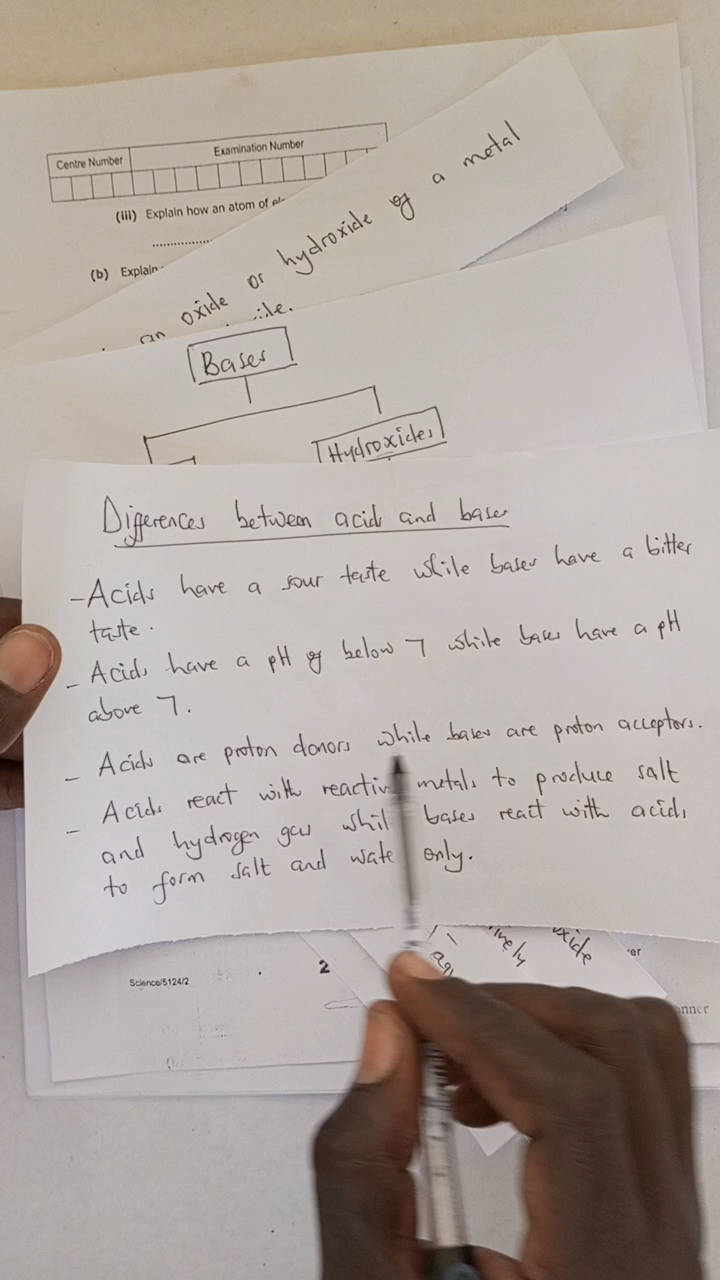 Examination Number
Centre Number
(iii) Explain how an atom of
(b) Explain
an oxide or hydroxide of a metal
Bases
Hydroxides
Differences between acid and bases
- Acids have a sour taste while bases have a bitter
taste.
- Acids have a pH of below 7 while bases have a pH
above 7.
- Acids are proton donors while bases are proton acceptors.
- Acids react with reactive metals to produce salt
and hydrogen gas while bases react with acids
to form salt and water only.
Science/5124/2
2